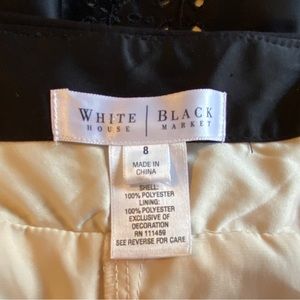 WHITE | BLACK
HOUSE | MARKET
8
MADE IN
CHINA
SHELL:
100% POLYESTER
LINING:
100% POLYESTER
EXCLUSIVE OF
DECORATION
RN 111459
SEE REVERSE FOR CARE